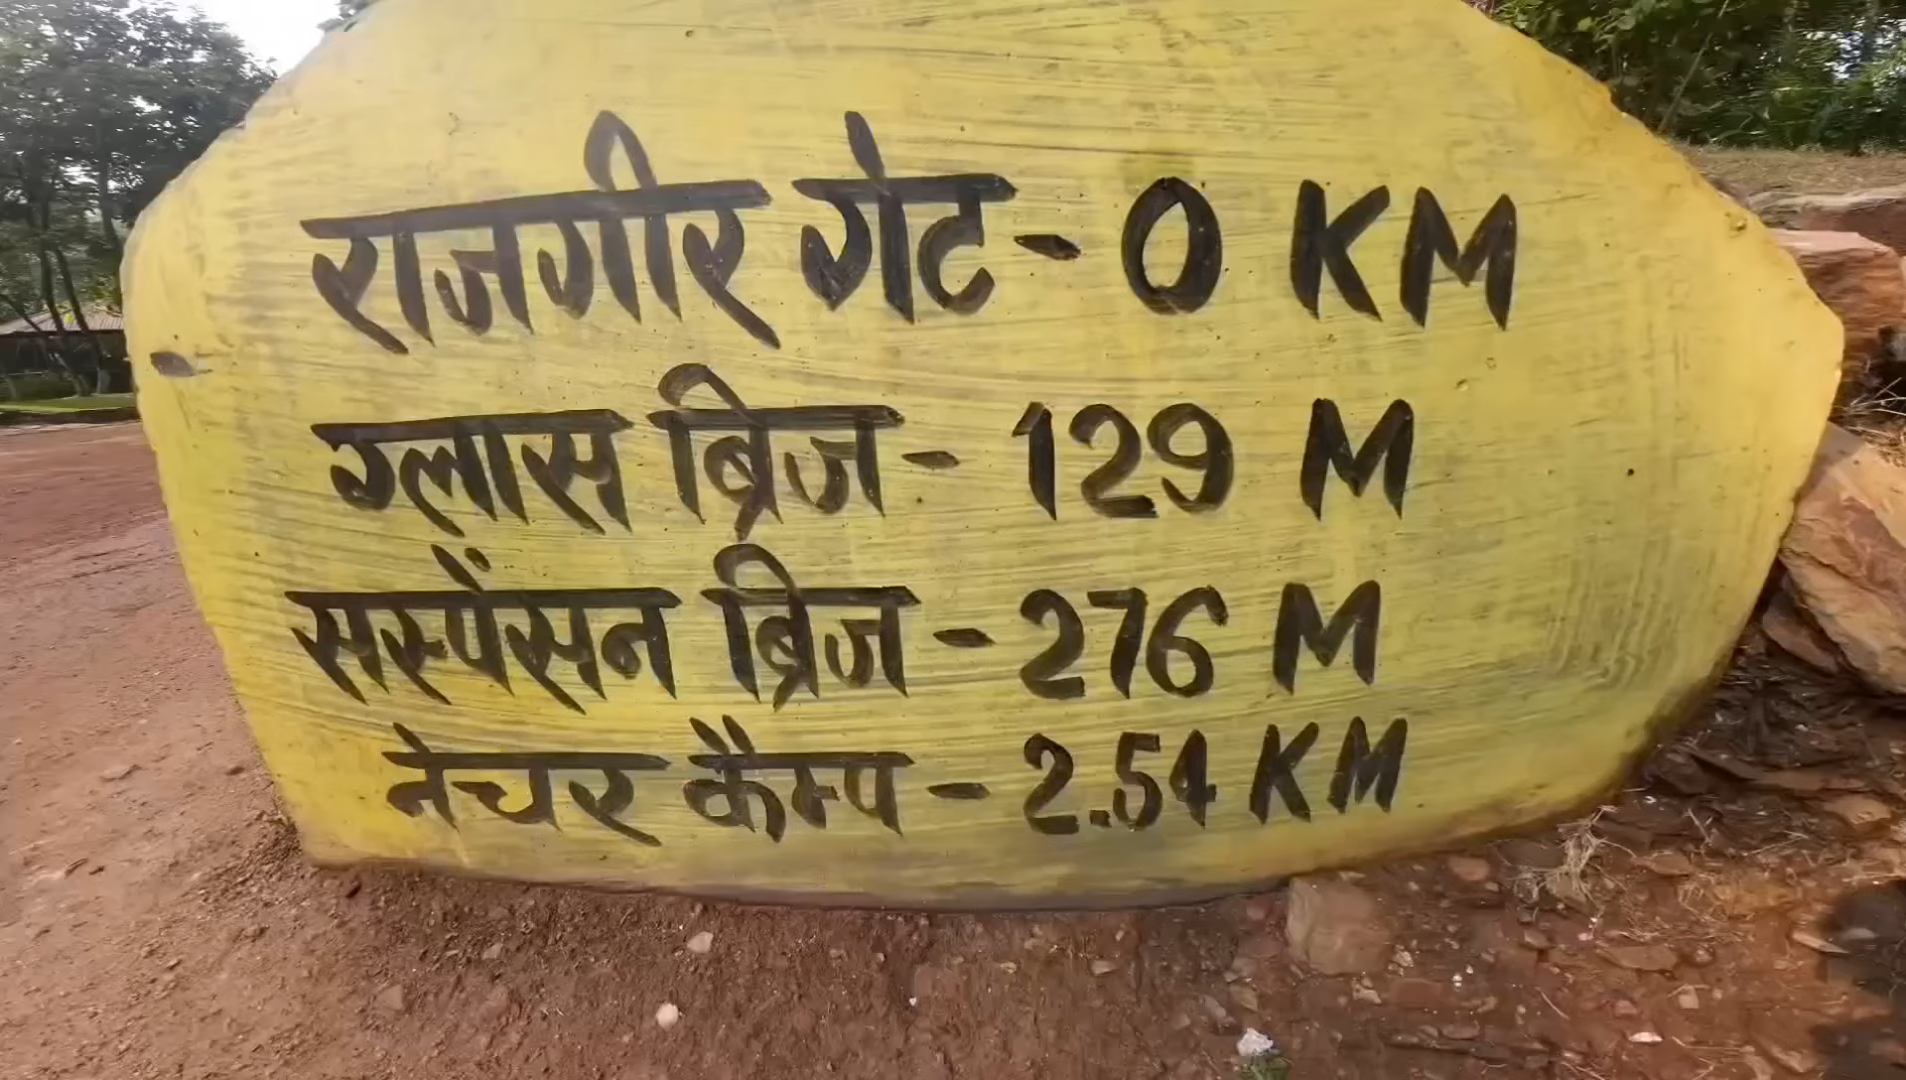 राजगीर गेट - 0 KM
ग्लास ब्रिज - 129 M
सस्पेंसन ब्रिज - 276 M
नेचर कैम्प - 2.54 KM